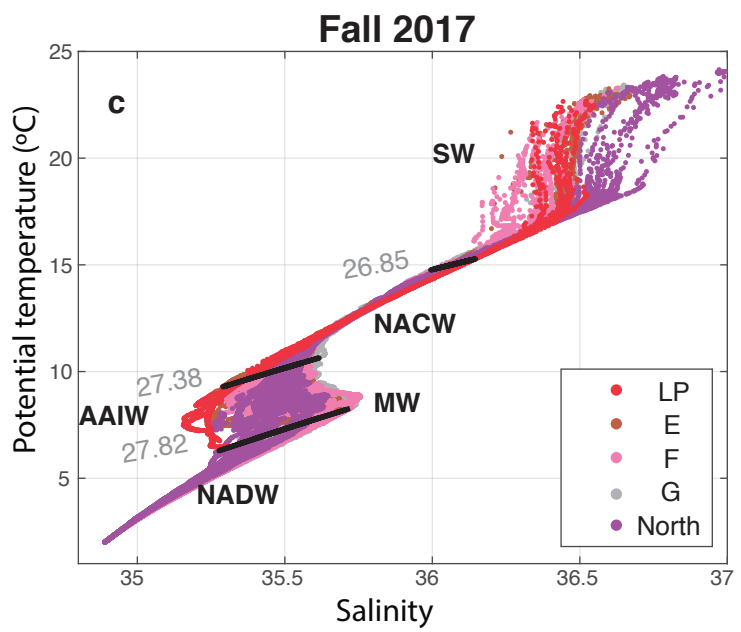 Fall 2017
c
Potential temperature (ºC)
25
20
15
10
5
SW
26.85
NACW
27.38
AAIW
MW
27.82
NADW
LP
E
F
G
North
35
35.5
36
36.5
37
Salinity